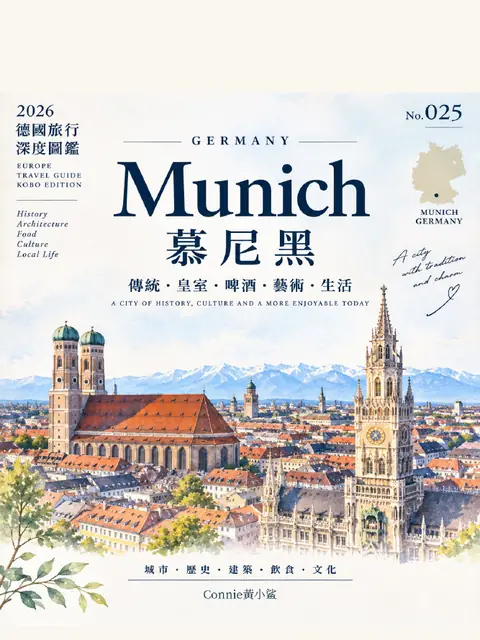 2026
德國旅行
深度圖鑑
EUROPE
TRAVEL GUIDE
KOBO EDITION
History
Architecture
Food
Culture
Local Life
GERMANY
Munich
慕尼黑
傳統・皇室・啤酒・藝術・生活
A CITY OF HISTORY, CULTURE AND A MORE ENJOYABLE TODAY
No.025
MUNICH
GERMANY
A city
with tradition
and charm
城市・歷史・建築・飲食・文化
Connie黃小鯊